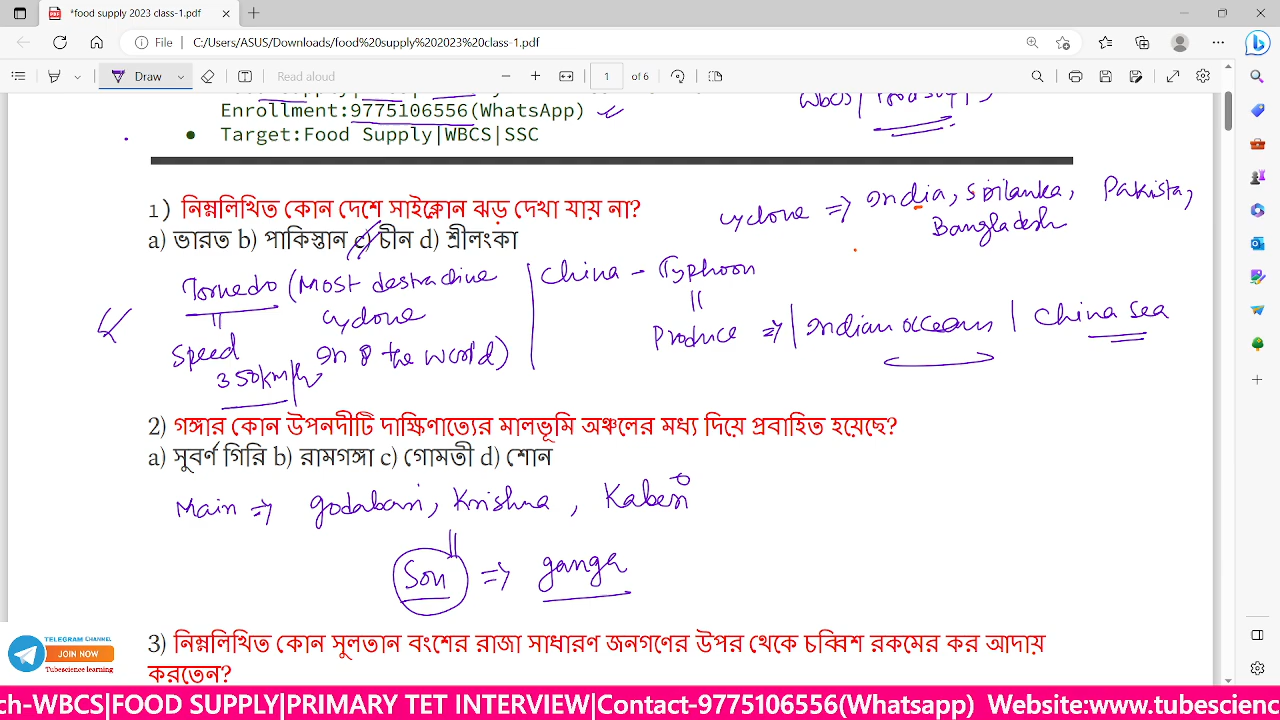 *food supply 2023 class-1.pdf
File C:/Users/ASUS/Downloads/food%20supply%202023%20class-1.pdf
Draw Read aloud 1 of 6
Enrollment:9775106556(WhatsApp)
WBCS|
Target:Food Supply|WBCS|SSC
1) নিম্নলিখিত কোন দেশে সাইক্লোন ঝড় দেখা যায় না?
cyclone ⇒ India, Srilanka, Pakista,
Bangladesh
a) ভারত b) পাকিস্তান c) চীন d) শ্রীলংকা
Tornedo (Most destradine
cyclone
In the world)
Speed
350km/h
China - Typhoon
Produce ⇒ | Indian oceans | China Sea
2) গঙ্গার কোন উপনদীটি দাক্ষিণাত্যের মালভূমি অঞ্চলের মধ্য দিয়ে প্রবাহিত হয়েছে?
a) সুবর্ণ গিরি b) রামগঙ্গা c) গোমতী d) শোন
Main ⇒ godabari, Krishna, Kaberi
Son ⇒ ganga
3) নিম্নলিখিত কোন সুলতান বংশের রাজা সাধারণ জনগণের উপর থেকে চব্বিশ রকমের কর আদায়
করতেন?
TELEGRAM CHANNEL
JOIN NOW
Tubescience learning
ch-WBCS|FOOD SUPPLY|PRIMARY TET INTERVIEW|Contact-9775106556(Whatsapp) Website:www.tubescienc